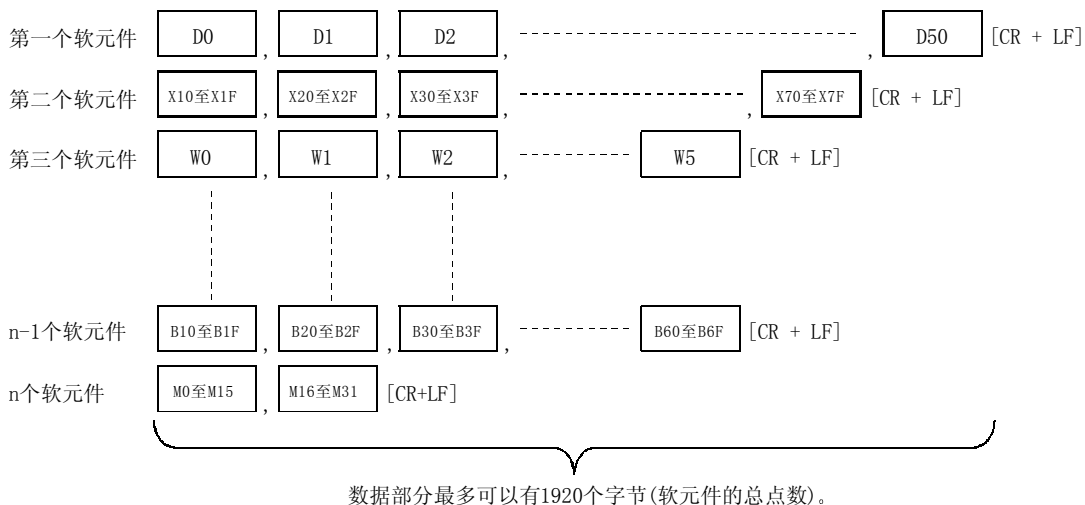 第一个软元件 D0 , D1 , D2 , , D50 [CR + LF]
第二个软元件 X10至X1F , X20至X2F , X30至X3F , , X70至X7F [CR + LF]
第三个软元件 W0 , W1 , W2 , W5 [CR + LF]
n-1个软元件 B10至B1F , B20至B2F , B30至B3F , B60至B6F [CR + LF]
n个软元件 M0至M15 , M16至M31 [CR+LF]
数据部分最多可以有1920个字节(软元件的总点数)。